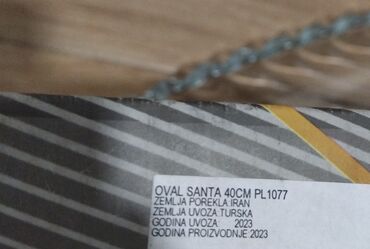 OVAL SANTA 40CM PL1077
ZEMLJA POREKLA:IRAN
ZEMLJA UVOZA:TURSKA
GODINA UVOZA: 2023
GODINA PROIZVODNJE 2023